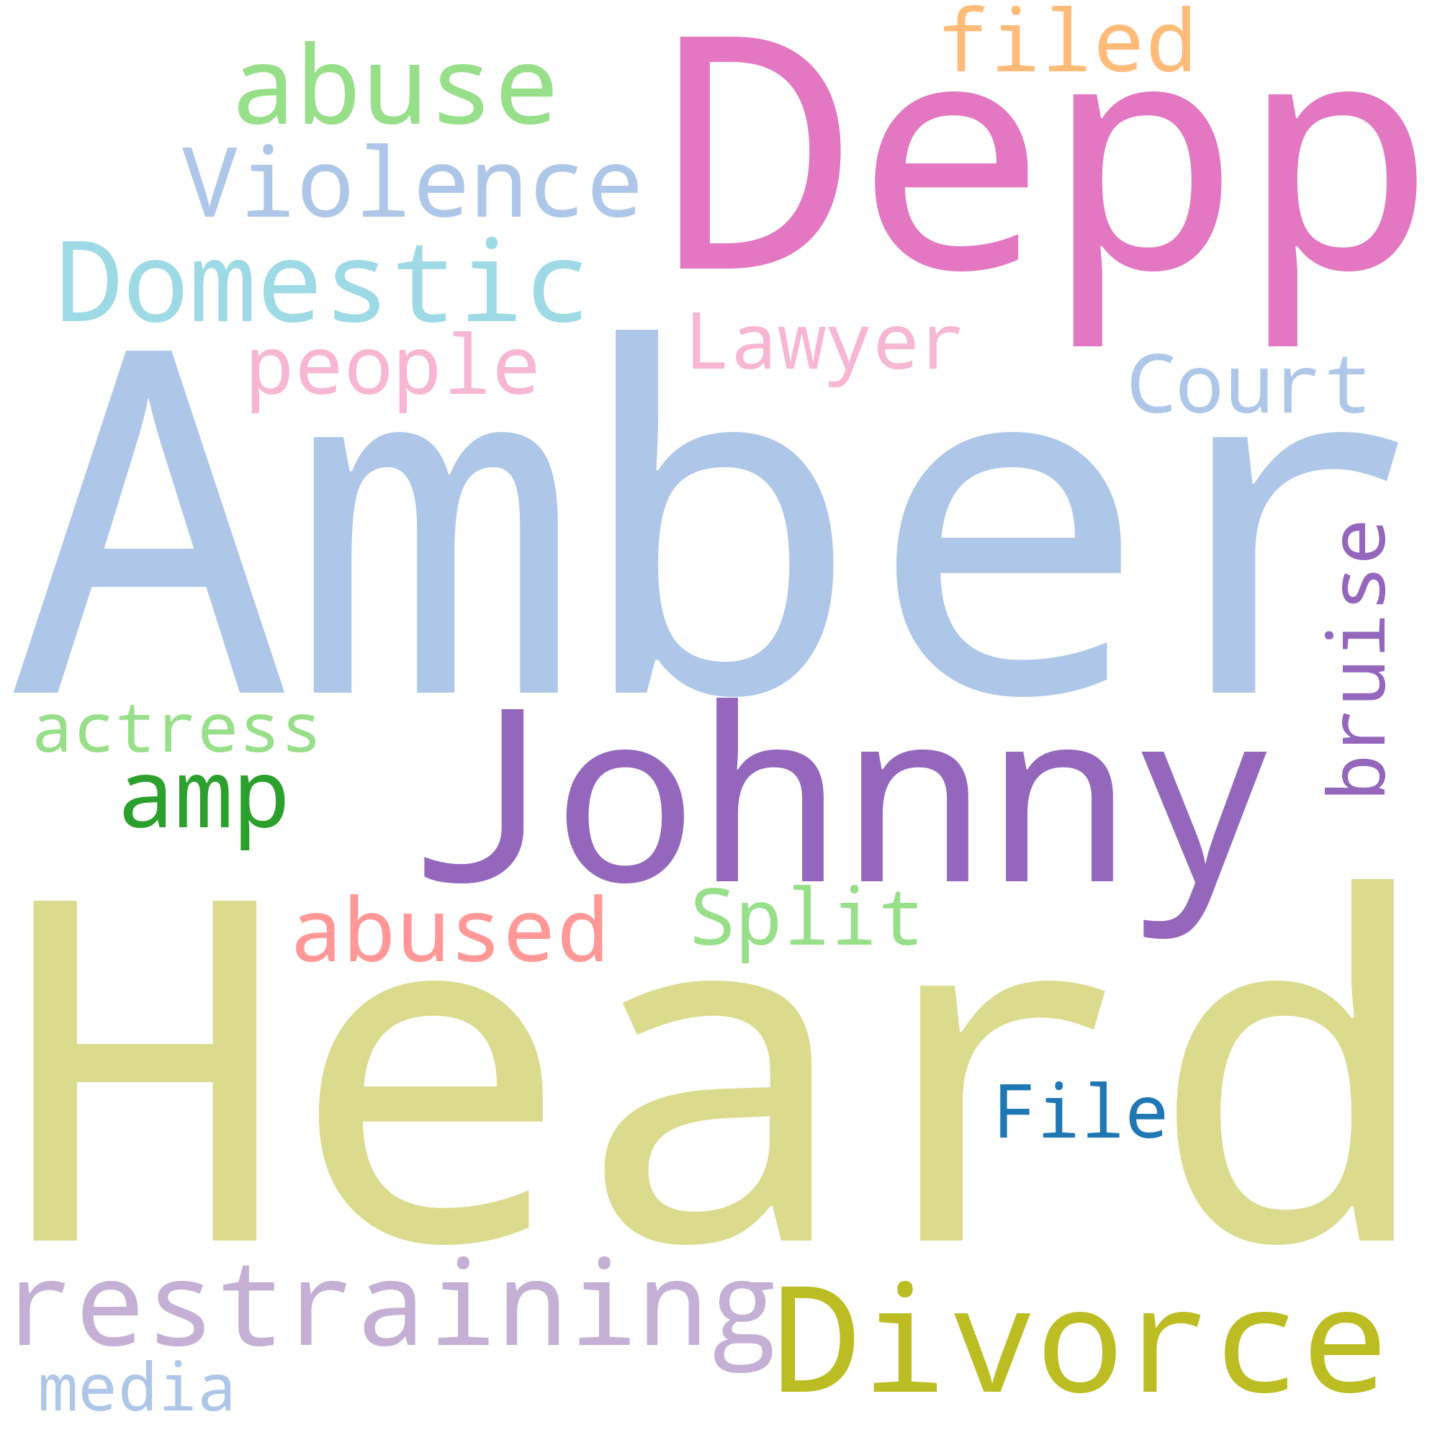 filed
Depp
abuse
Violence
Domestic
people
Lawyer
Court
Amber
bruise
actress
amp
Johnny
abused
Split
Heard
File
restraining
Divorce
media